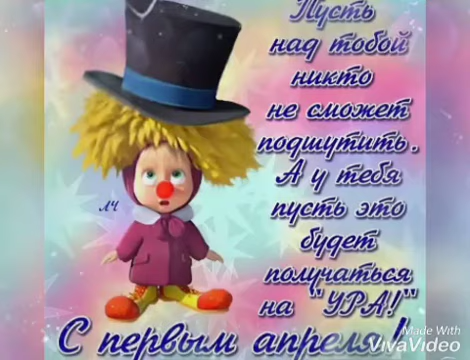 Пусть
над тобой
никто
не сможет
подшутить.
А у тебя
пусть это
будет
получаться
на "УРА!"
С первым апреля!
ЛЧ
Made With
VivaVideo